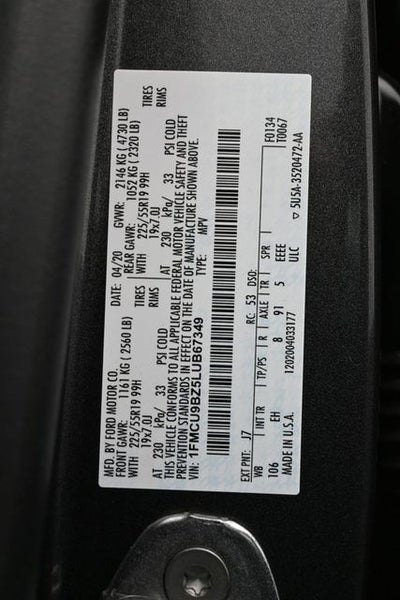 MFD. BY FORD MOTOR CO. DATE: 04/20 GVWR: 2146 KG ( 4730 LB)
FRONT GAWR: 1161 KG ( 2560 LB) REAR GAWR: 1052 KG ( 2320 LB)
WITH 225/55R19 99H TIRES WITH 225/55R19 99H TIRES
19x7.0J RIMS 19x7.0J RIMS
AT 230 kPa/ 33 PSI COLD AT 230 kPa/ 33 PSI COLD
THIS VEHICLE CONFORMS TO ALL APPLICABLE FEDERAL MOTOR VEHICLE SAFETY AND THEFT
PREVENTION STANDARDS IN EFFECT ON THE DATE OF MANUFACTURE SHOWN ABOVE.
VIN: 1FMCU9BZ5LUB67349 MPV
F0134
T0067
EXT PNT: J7 RC: 53 DSO:
WB INT TR TP/PS R AXLE TR SPR
106 EH 8 91 5 EEEE
ULC
▽ 5U5A-3520472-AA
MADE IN U.S.A. 1202004033177